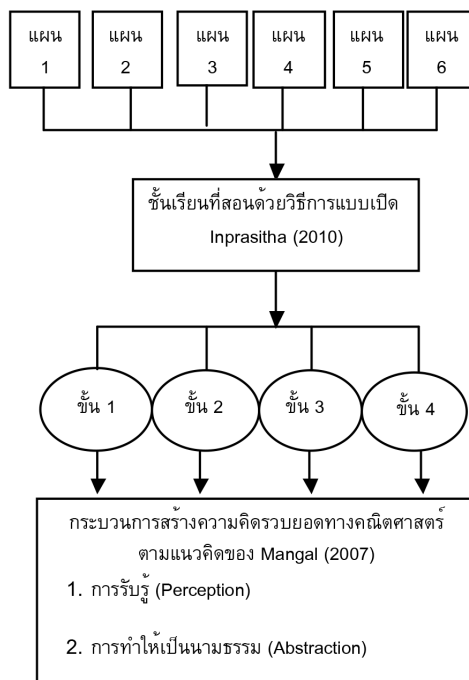 แผน แผน แผน แผน แผน แผน
1 2 3 4 5 6
ชั้นเรียนที่สอนด้วยวิธีการแบบเปิด
Inprasitha (2010)
ขั้น 1 ขั้น 2 ขั้น 3 ขั้น 4
กระบวนการสร้างความคิดรวบยอดทางคณิตศาสตร์
ตามแนวคิดของ Mangal (2007)
1. การรับรู้ (Perception)
2. การทำให้เป็นนามธรรม (Abstraction)